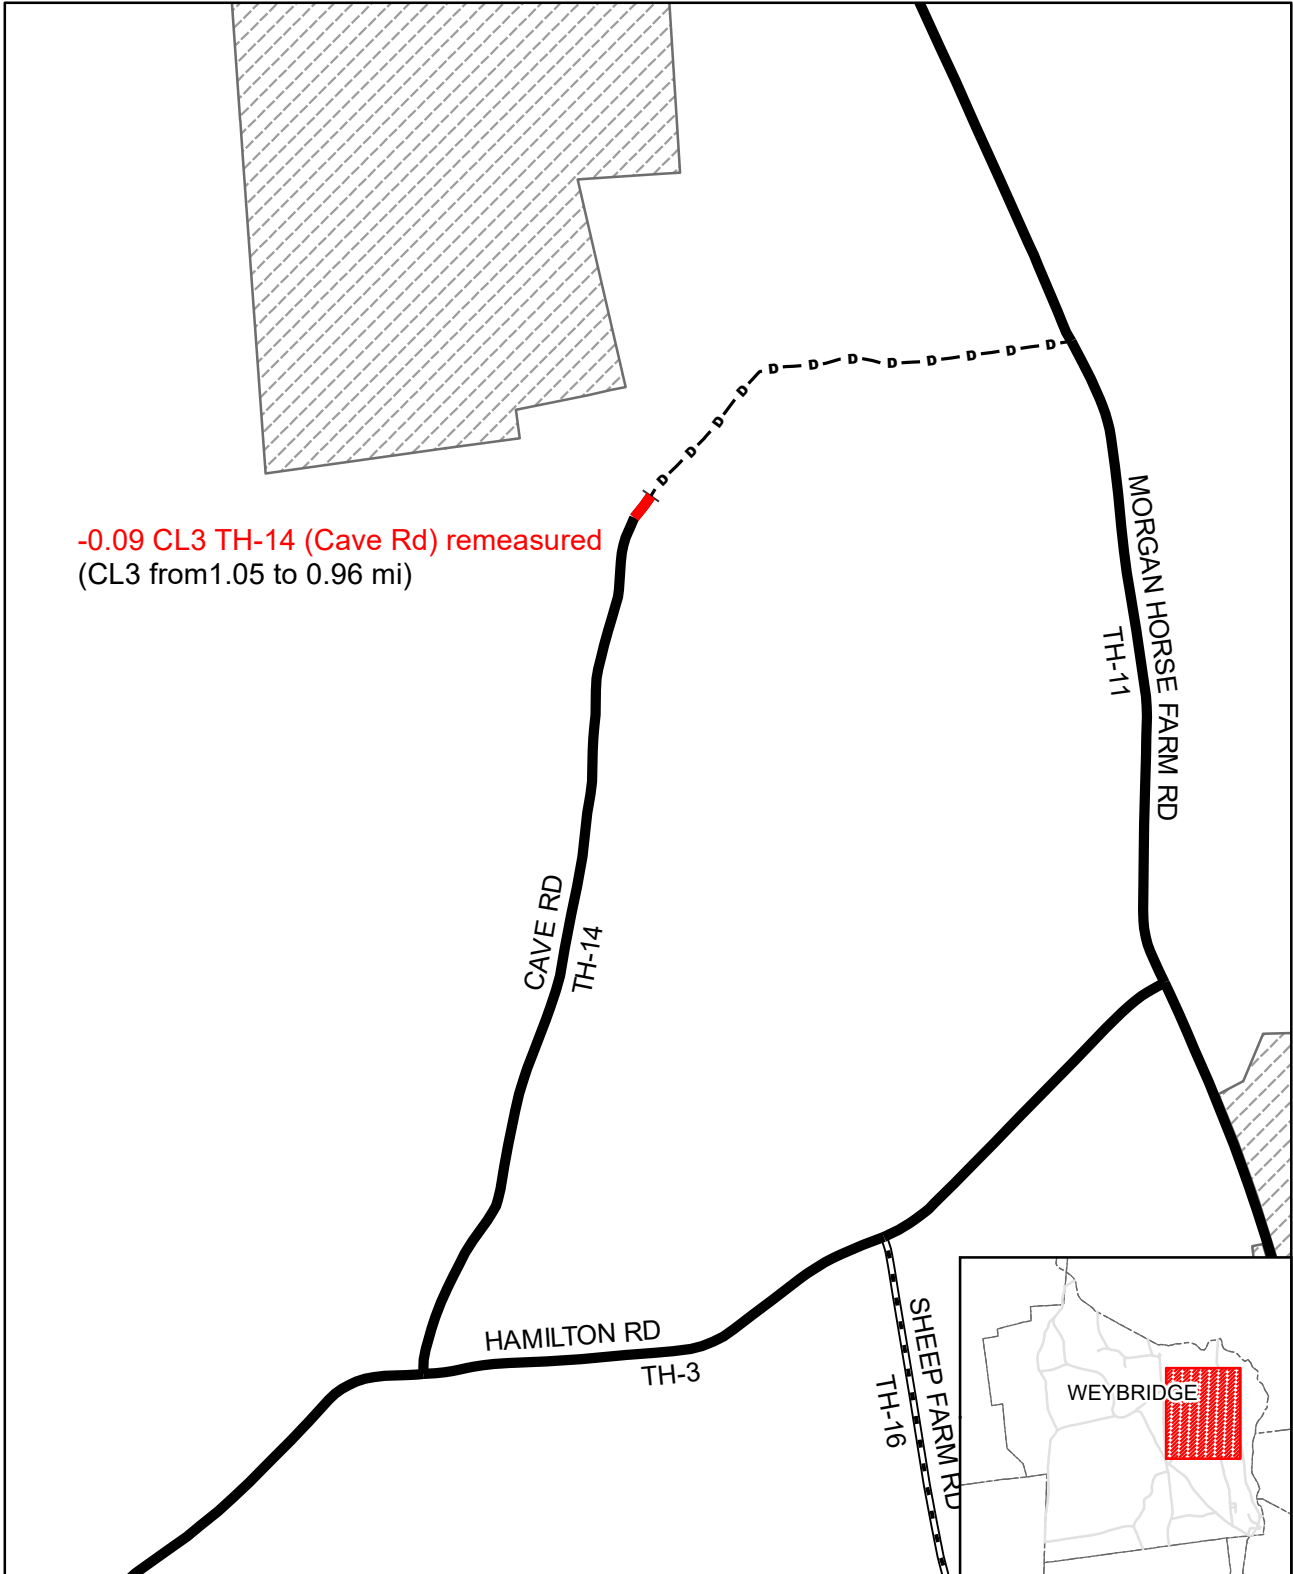 D D D D D D D D
D
D
D
D
-0.09 CL3 TH-14 (Cave Rd) remeasured
(CL3 from1.05 to 0.96 mi)
MORGAN HORSE FARM RD
TH-11
CAVE RD
TH-14
HAMILTON RD
TH-3
SHEEP FARM RD
TH-16
WEYBRIDGE